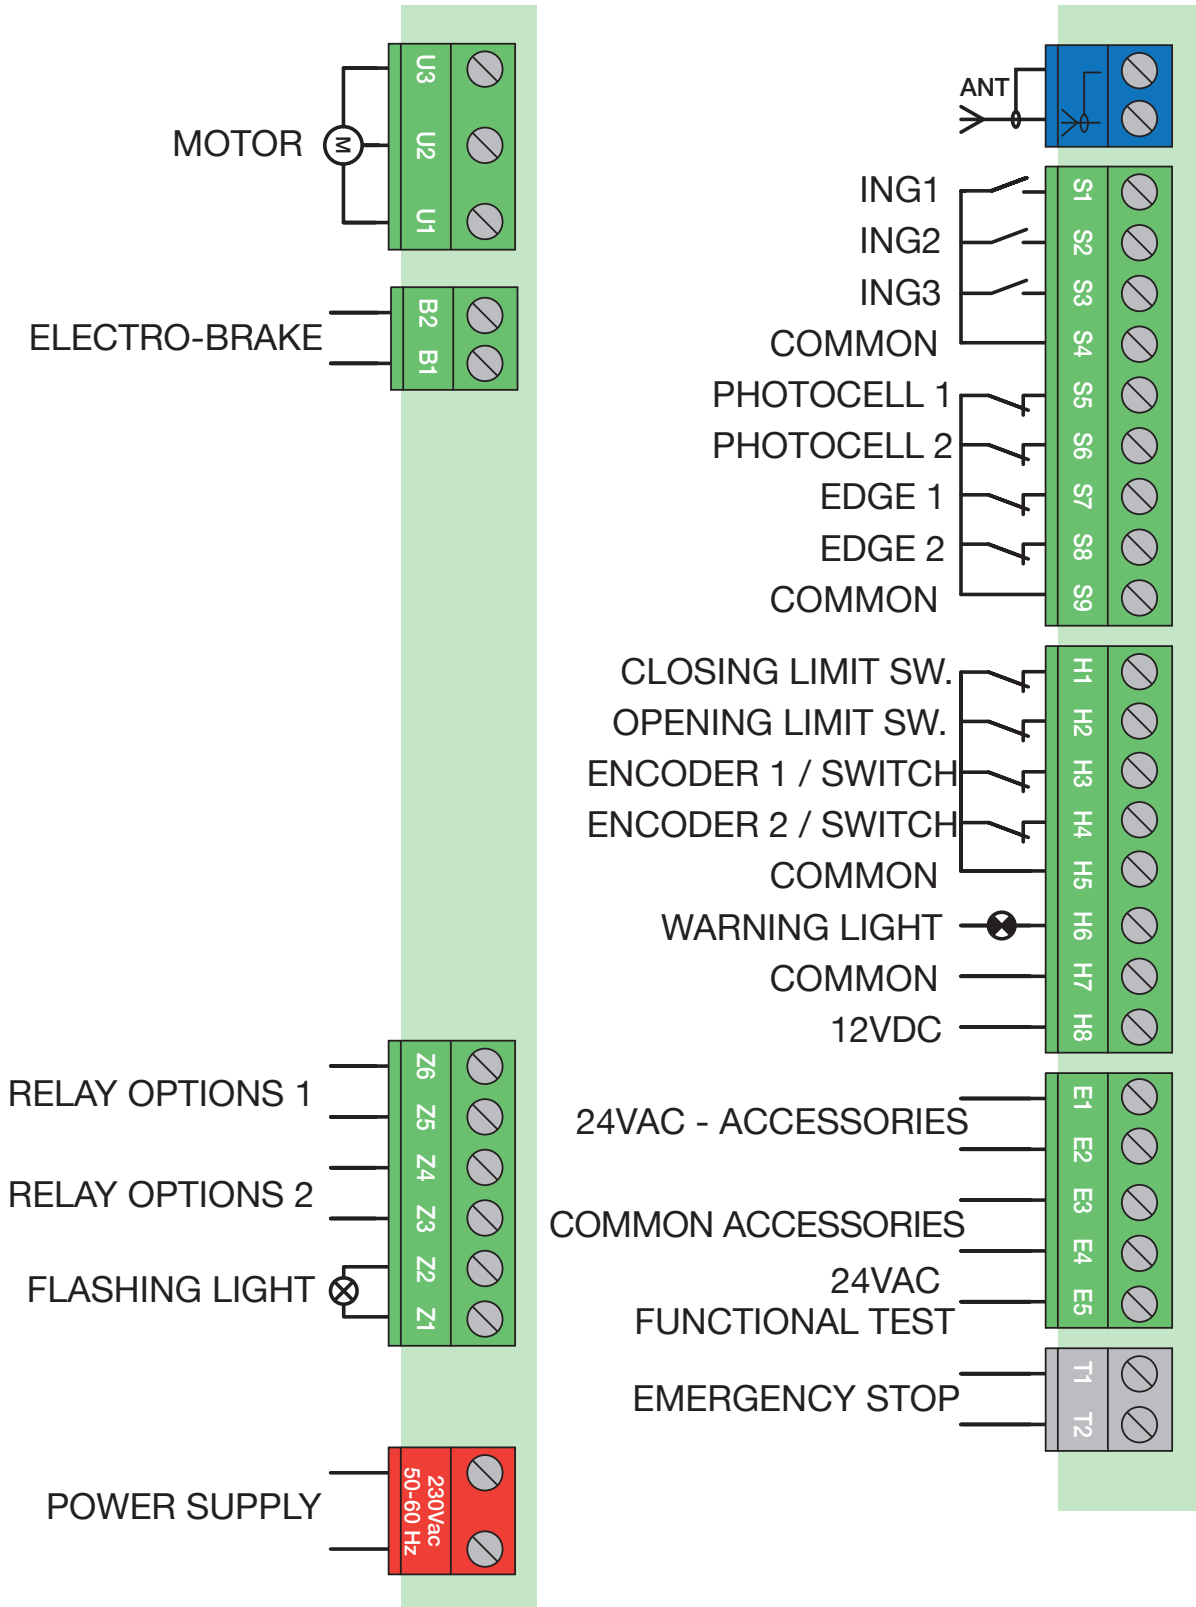 MOTOR
M
U3
U2
U1
ELECTRO-BRAKE
B2
B1
RELAY OPTIONS 1
RELAY OPTIONS 2
FLASHING LIGHT
Z6
Z5
Z4
Z3
Z2
Z1
POWER SUPPLY
230Vac
50-60 Hz
ANT
ING1
S1
ING2
S2
ING3
S3
COMMON
S4
PHOTOCELL 1
S5
PHOTOCELL 2
S6
EDGE 1
S7
EDGE 2
S8
COMMON
S9
CLOSING LIMIT SW.
H1
OPENING LIMIT SW.
H2
ENCODER 1 / SWITCH
H3
ENCODER 2 / SWITCH
H4
COMMON
H5
WARNING LIGHT
H6
COMMON
H7
12VDC
H8
24VAC - ACCESSORIES
E1
E2
COMMON ACCESSORIES
E3
E4
24VAC
FUNCTIONAL TEST
E5
EMERGENCY STOP
T1
T2